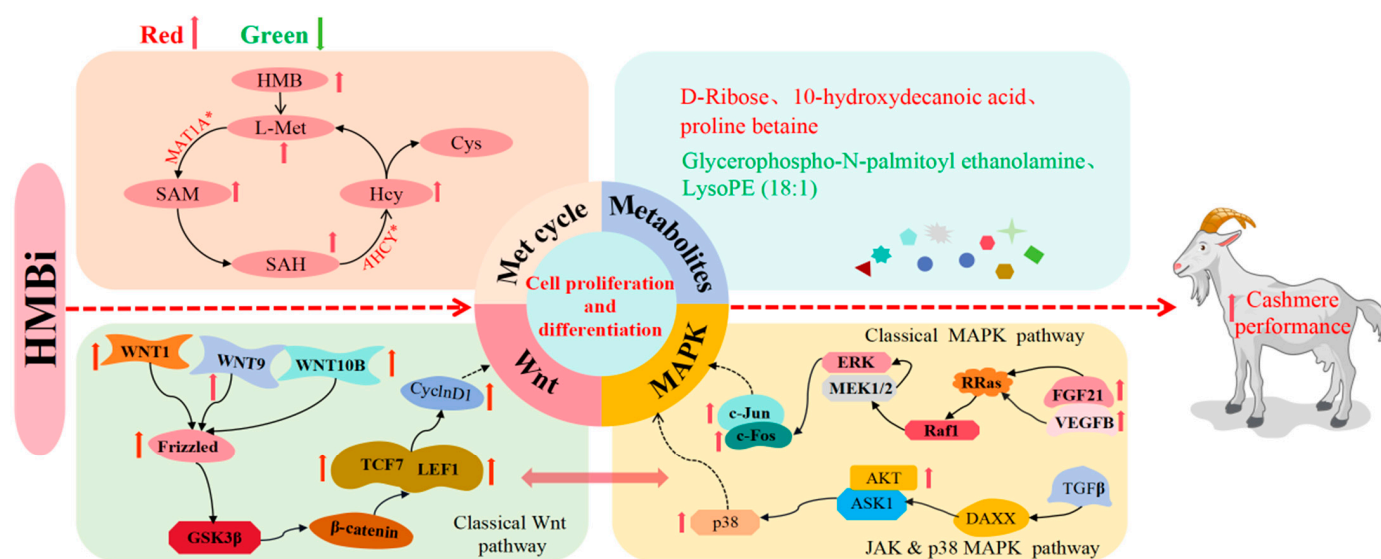 Red Green
HMB
L-Met
MAT1A*
Cys
SAM
Hcy
SAH
AHCY*
D-Ribose、10-hydroxydecanoic acid、
proline betaine
Glycerophospho-N-palmitoyl ethanolamine、
LysoPE (18:1)
HMBi
Met cycle
Metabolites
Wnt
MAPK
Cell proliferation
and
differentiation
Cashmere
performance
WNT1
WNT9
WNT10B
Frizzled
CyclnD1
TCF7
LEF1
GSK3β
β-catenin
Classical Wnt
pathway
Classical MAPK pathway
ERK
MEK1/2
RRas
FGF21
VEGFB
Raf1
c-Jun
c-Fos
AKT
ASK1
p38
DAXX
TGFβ
JAK & p38 MAPK pathway